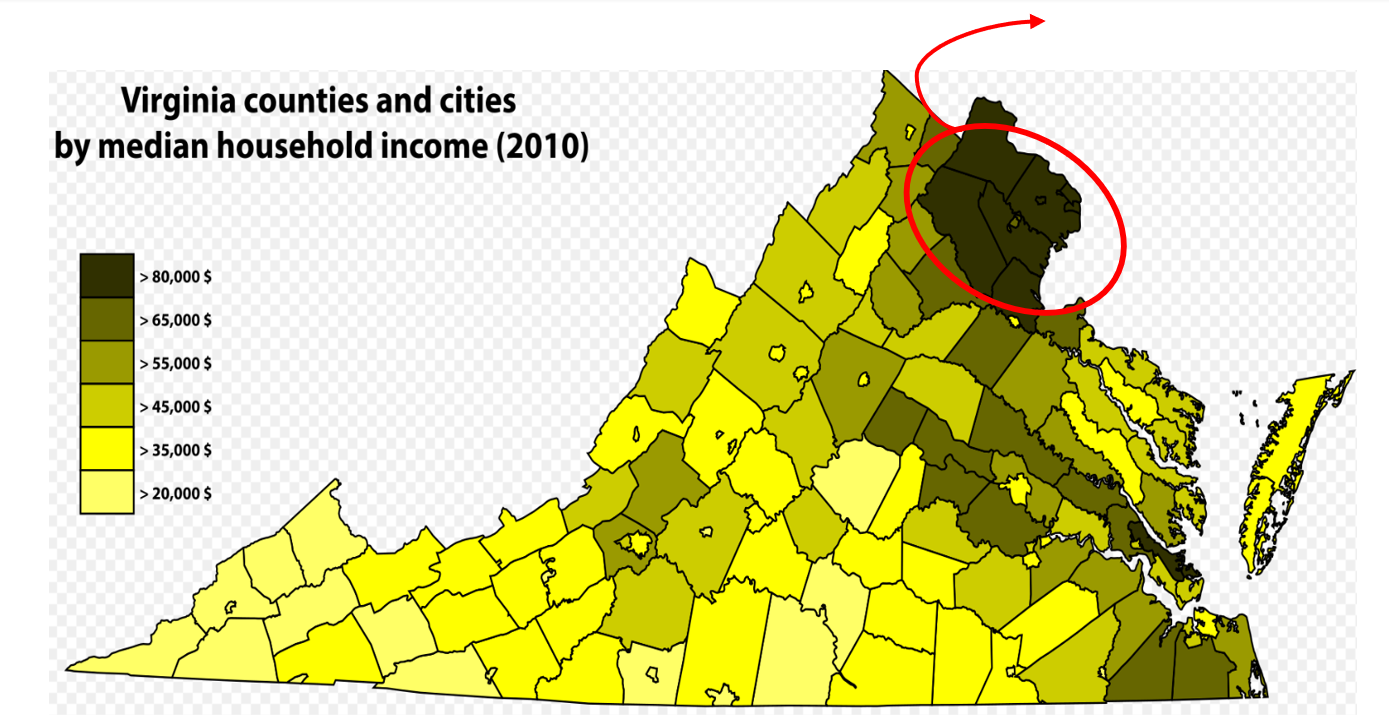 Virginia counties and cities
by median household income (2010)
> 80,000 $
> 65,000 $
> 55,000 $
> 45,000 $
> 35,000 $
> 20,000 $